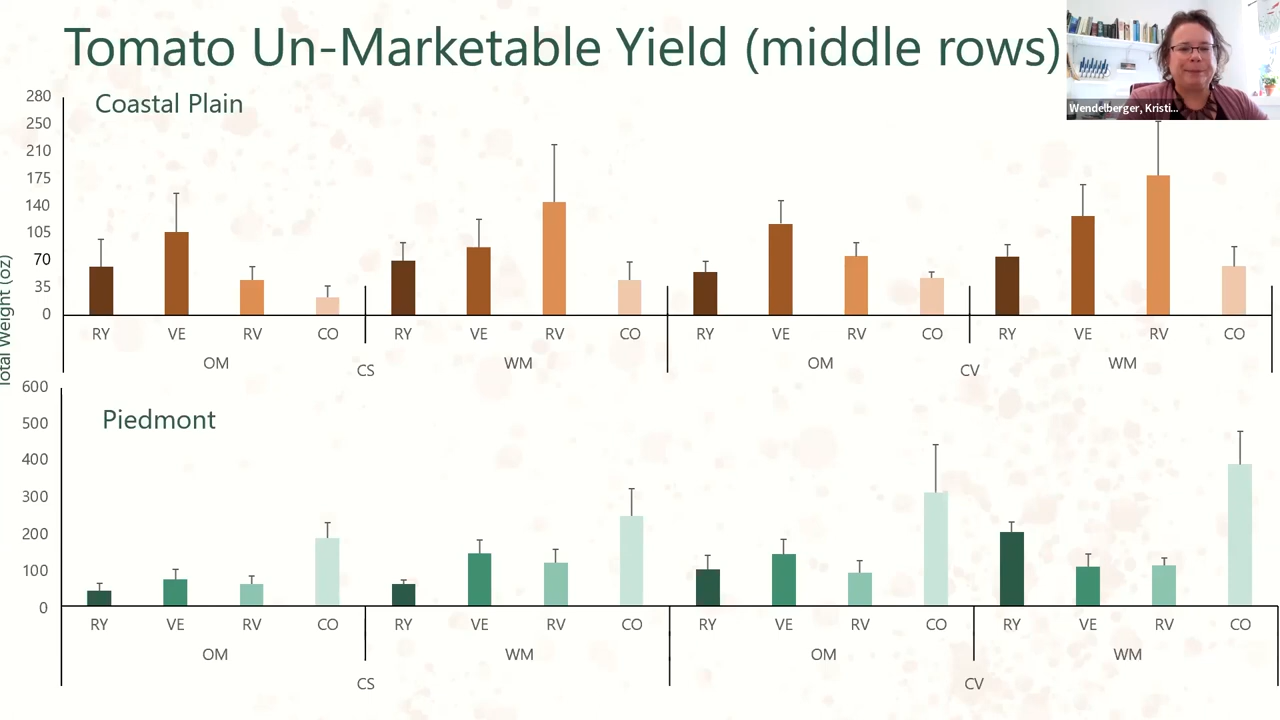 Tomato Un-Marketable Yield (middle rows)
Wendelberger, Kristi...
Total Weight (oz)
Coastal Plain
280
250
210
175
140
105
70
35
0
RY VE RV CO RY VE RV CO RY VE RV CO RY VE RV CO
OM WM OM WM
CS CV
Piedmont
600
500
400
300
200
100
0
RY VE RV CO RY VE RV CO RY VE RV CO RY VE RV CO
OM WM OM WM
CS CV